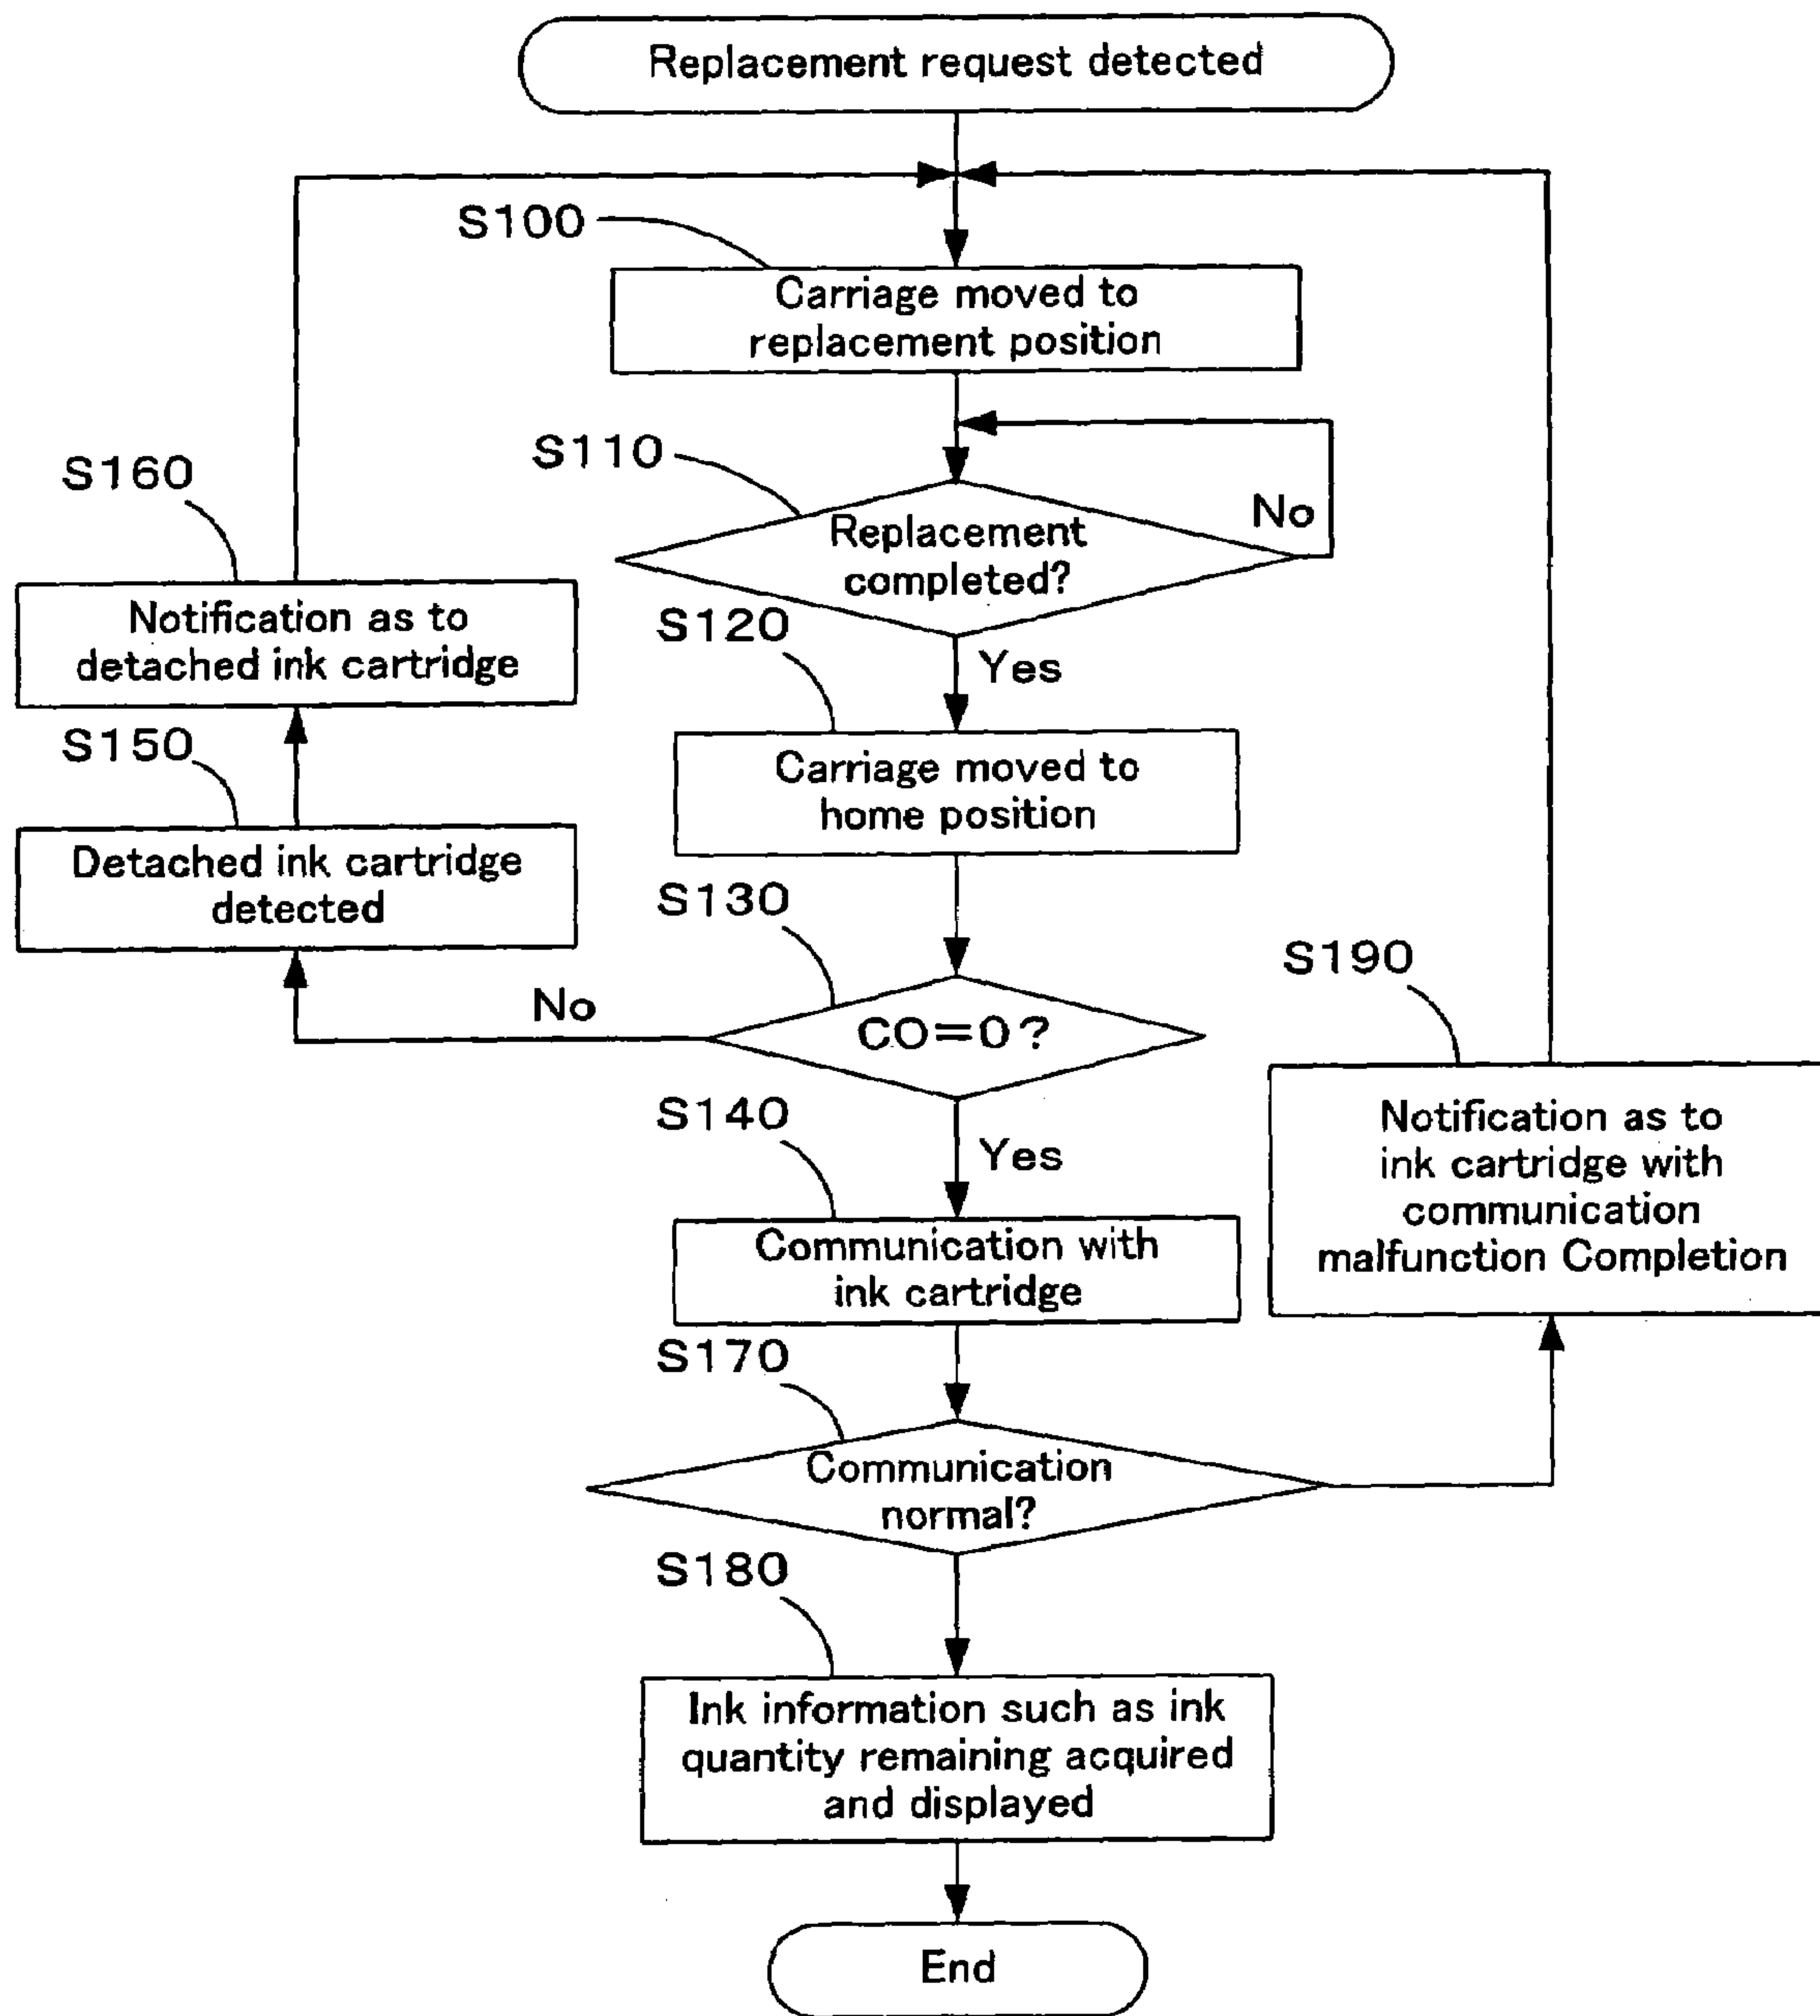 Replacement request detected
S100
Carriage moved to
replacement position
S110
Replacement
completed?
No
S120
Yes
Carriage moved to
home position
S130
CO=0?
No
S150
Detached ink cartridge
detected
S160
Notification as to
detached ink cartridge
S140
Yes
Communication with
ink cartridge
S170
Communication
normal?
S190
Notification as to
ink cartridge with
communication
malfunction Completion
S180
Ink information such as ink
quantity remaining acquired
and displayed
End